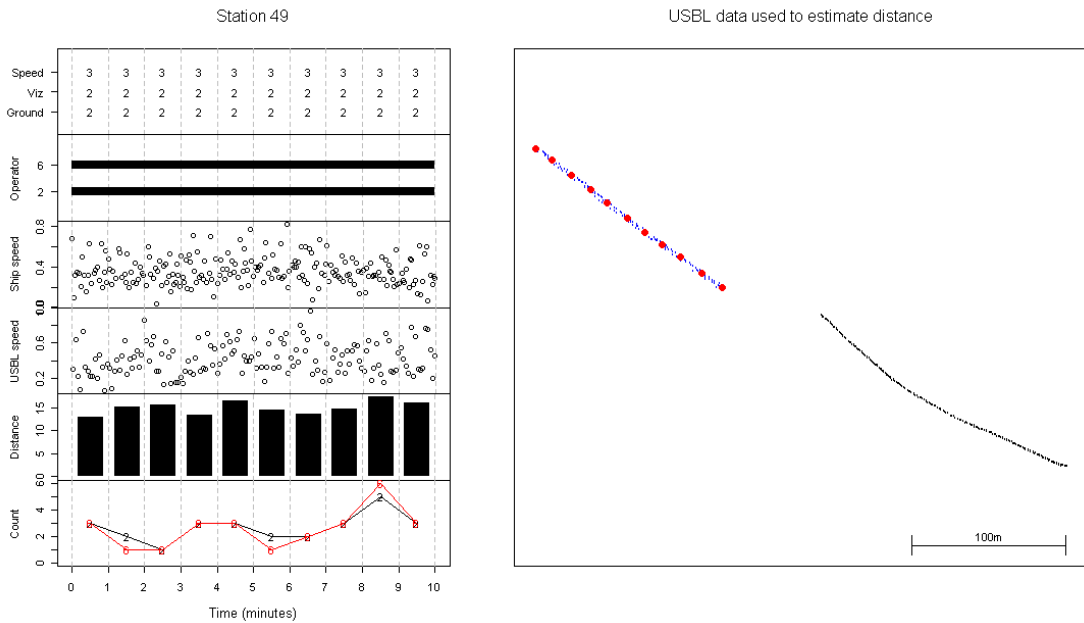 Station 49
Speed 3 3 3 3 3 3 3 3 3 3
Viz 2 2 2 2 2 2 2 2 2 2
Ground 2 2 2 2 2 2 2 2 2 2
Operator
6
2
Ship speed
0.8
0.4
USBL speed
0.6
0.2
Distance
15
10
5
Count
6
4
2
0
0 1 2 3 4 5 6 7 8 9 10
Time (minutes)
USBL data used to estimate distance
100m